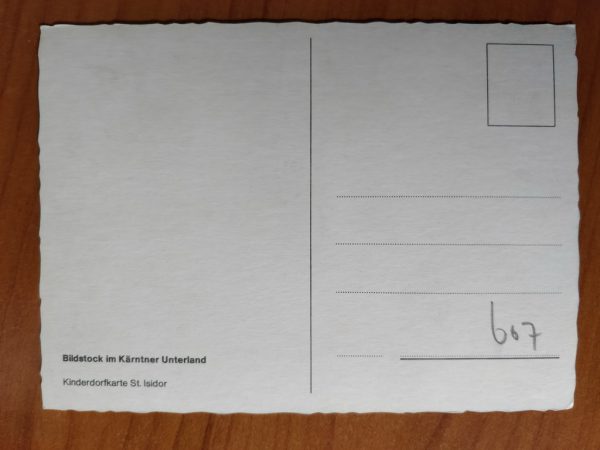 607
Bildstock im Kärntner Unterland
Kinderdorfkarte St. Isidor